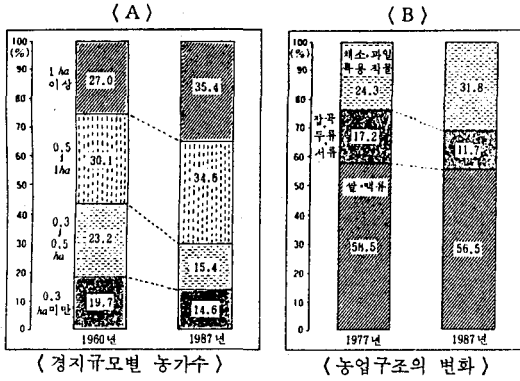 〈 A 〉
(%)
100
90
80
70
60
50
40
30
20
10
0
1 ha
이상
0.5
~
1ha
0.3
~
0.5
ha
0.3
ha미만
27.0
30.1
23.2
19.7
35.4
34.6
15.4
14.6
1960년
1987년
〈 경지규모별 농가수 〉
〈 B 〉
(%)
100
90
80
70
60
50
40
30
20
10
0
잡곡
두류
서류
채소·과일
특용 작물
24.3
17.2
쌀·맥류
58.5
31.8
11.7
56.5
1977년
1987년
〈 농업구조의 변화 〉